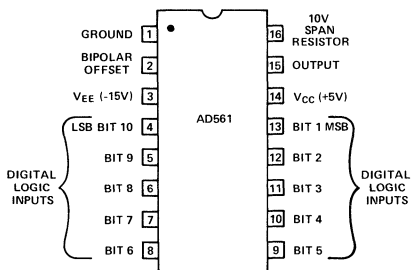 GROUND 1
BIPOLAR
OFFSET 2
VEE (-15V) 3
LSB BIT 10 4
BIT 9 5
BIT 8 6
BIT 7 7
BIT 6 8
DIGITAL
LOGIC
INPUTS
AD561
16 10V
SPAN
RESISTOR
15 OUTPUT
14 VCC (+5V)
13 BIT 1 MSB
12 BIT 2
11 BIT 3
10 BIT 4
9 BIT 5
DIGITAL
LOGIC
INPUTS